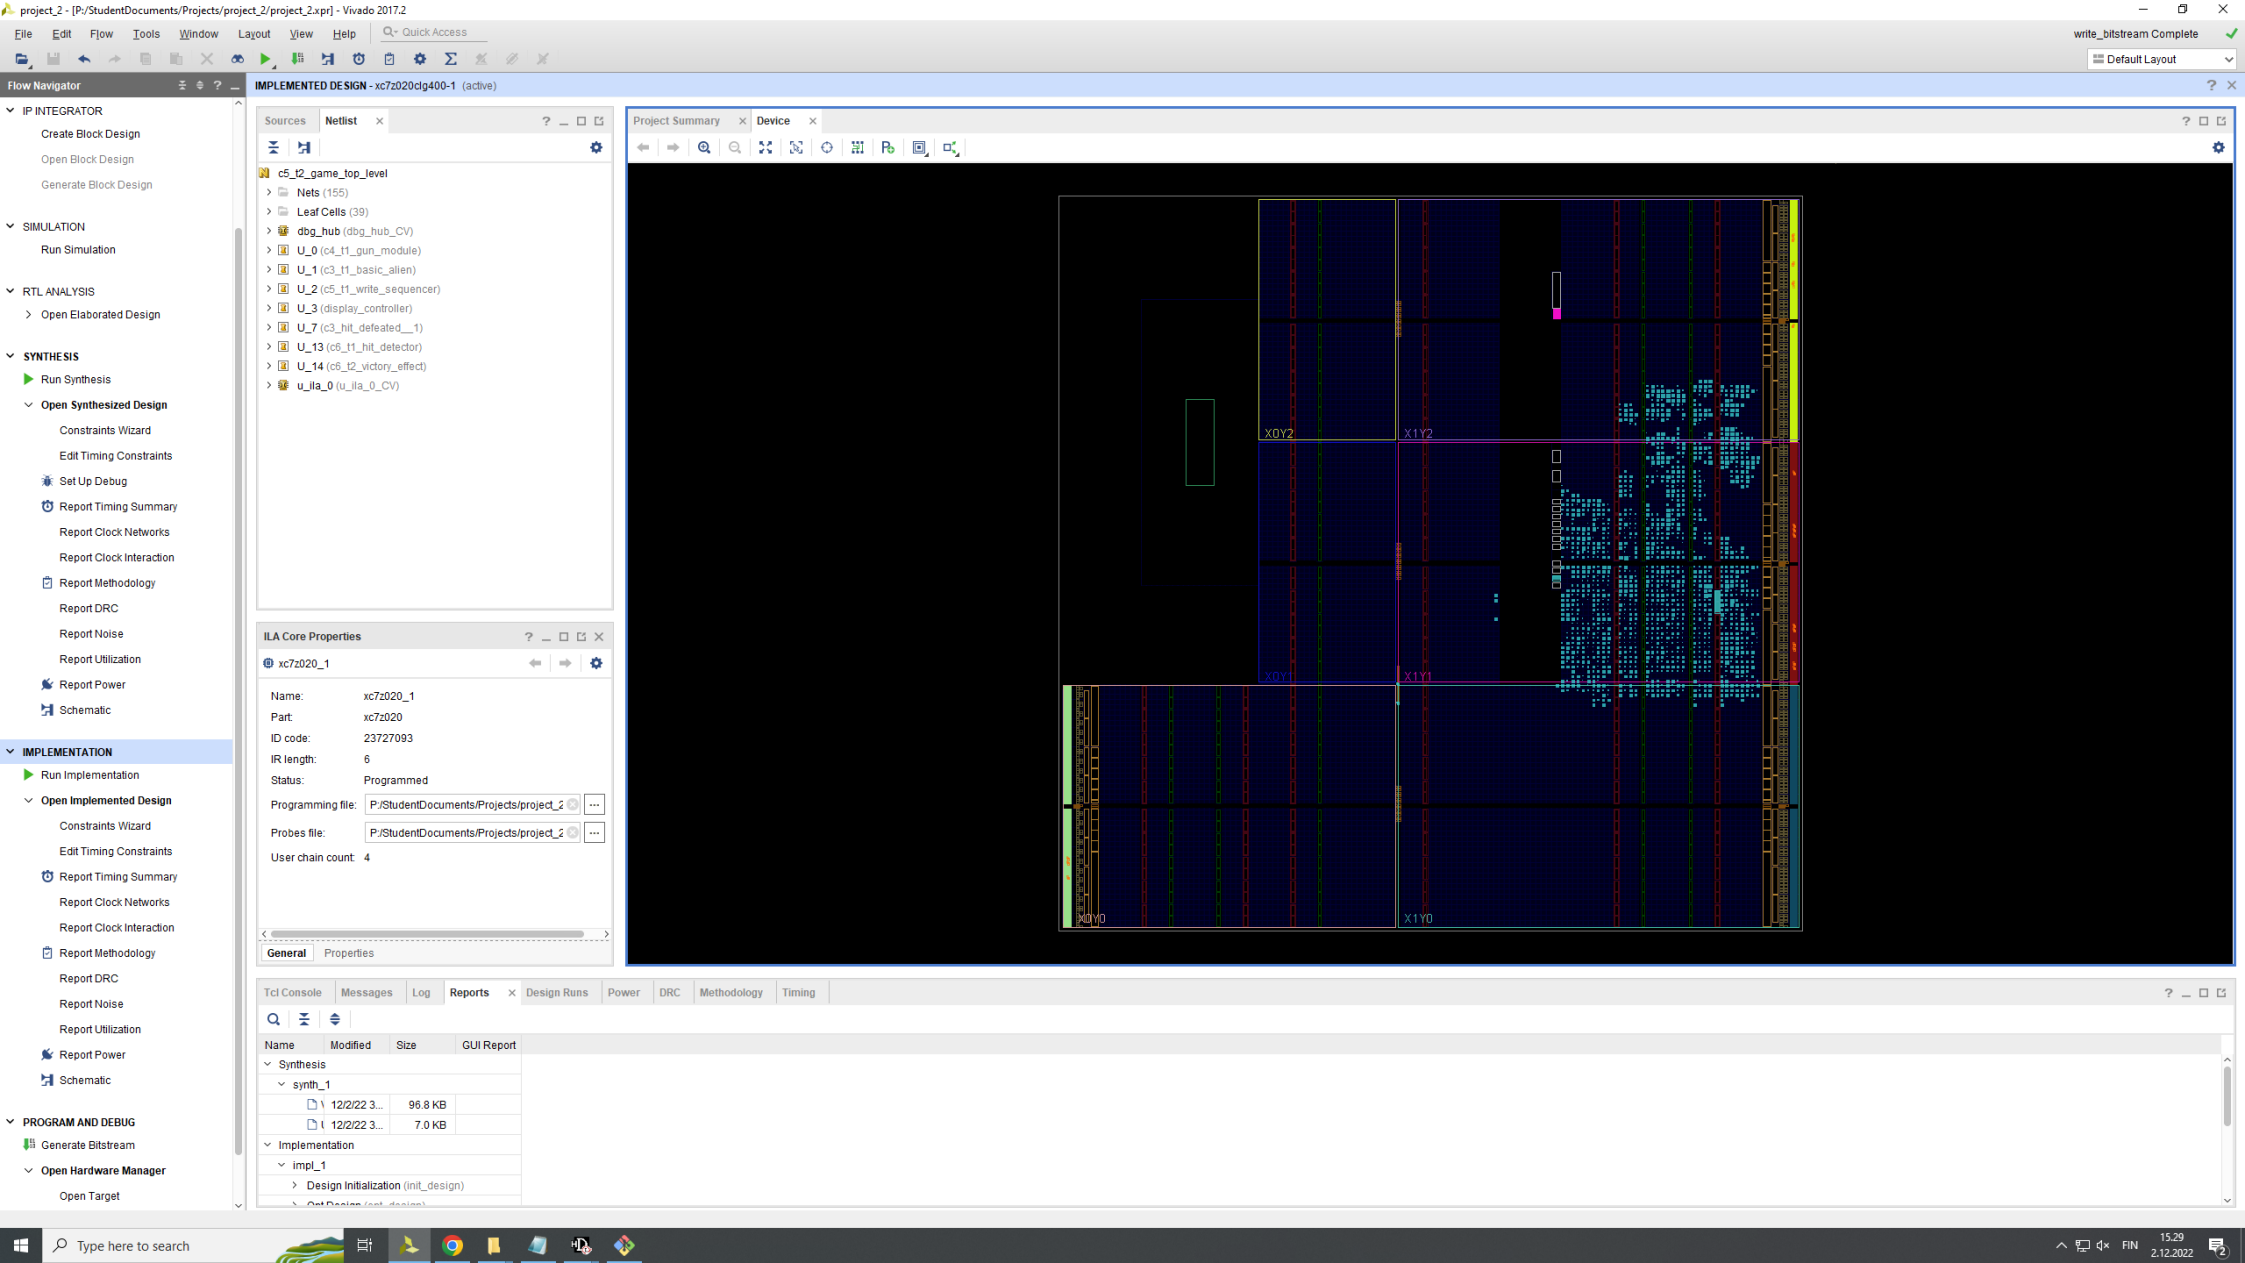 project_2 - [P:/StudentDocuments/Projects/project_2/project_2.xpr] - Vivado 2017.2
File Edit Flow Tools Window Layout View Help Quick Access
write_bitstream Complete
Default Layout
Flow Navigator
IP INTEGRATOR
Create Block Design
Open Block Design
Generate Block Design
SIMULATION
Run Simulation
RTL ANALYSIS
Open Elaborated Design
SYNTHESIS
Run Synthesis
Open Synthesized Design
Constraints Wizard
Edit Timing Constraints
Set Up Debug
Report Timing Summary
Report Clock Networks
Report Clock Interaction
Report Methodology
Report DRC
Report Noise
Report Utilization
Report Power
Schematic
IMPLEMENTATION
Run Implementation
Open Implemented Design
Constraints Wizard
Edit Timing Constraints
Report Timing Summary
Report Clock Networks
Report Clock Interaction
Report Methodology
Report DRC
Report Noise
Report Utilization
Report Power
Schematic
PROGRAM AND DEBUG
Generate Bitstream
Open Hardware Manager
Open Target
IMPLEMENTED DESIGN - xc7z020clg400-1 (active)
Sources Netlist
c5_t2_game_top_level
Nets (155)
Leaf Cells (39)
dbg_hub (dbg_hub_CV)
U_0 (c4_t1_gun_module)
U_1 (c3_t1_basic_alien)
U_2 (c5_t1_write_sequencer)
U_3 (display_controller)
U_7 (c3_hit_defeated__1)
U_13 (c6_t1_hit_detector)
U_14 (c6_t2_victory_effect)
u_ila_0 (u_ila_0_CV)
ILA Core Properties
xc7z020_1
Name: xc7z020_1
Part: xc7z020
ID code: 23727093
IR length: 6
Status: Programmed
Programming file: P:/StudentDocuments/Projects/project_2 ...
Probes file: P:/StudentDocuments/Projects/project_2 ...
User chain count: 4
General Properties
Project Summary Device
X0Y2 X1Y2
X0Y1 X1Y1
X0Y0 X1Y0
Tcl Console Messages Log Reports Design Runs Power DRC Methodology Timing
Name Modified Size GUI Report
Synthesis
synth_1
12/2/22 3... 96.8 KB
12/2/22 3... 7.0 KB
Implementation
impl_1
Design Initialization (init_design)
Opt Design (opt_design)
Type here to search
FIN
15.29
2.12.2022
2